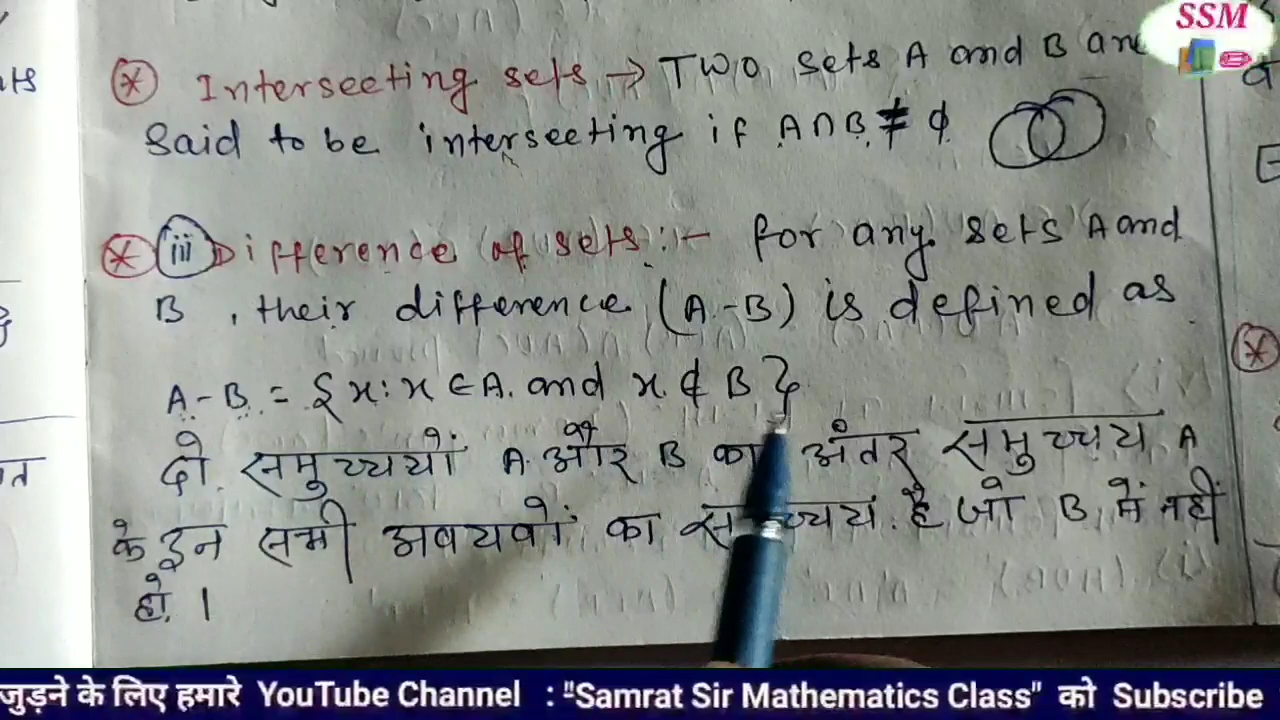 SSM
* Interseeting sets → Two sets A and B are
said to be interseeting if A∩B ≠ ϕ
* (iii) Difference of sets :- for any sets A and
B, their difference (A-B) is defined as
A-B = {x: x ∈ A. and x ∉ B}
दो समुच्चयों A और B का अंतर समुच्चय A
के इन सभी अवयवों का समुच्चय है जो B में नहीं
हो।
जुड़ने के लिए हमारे YouTube Channel : "Samrat Sir Mathematics Class" को Subscribe